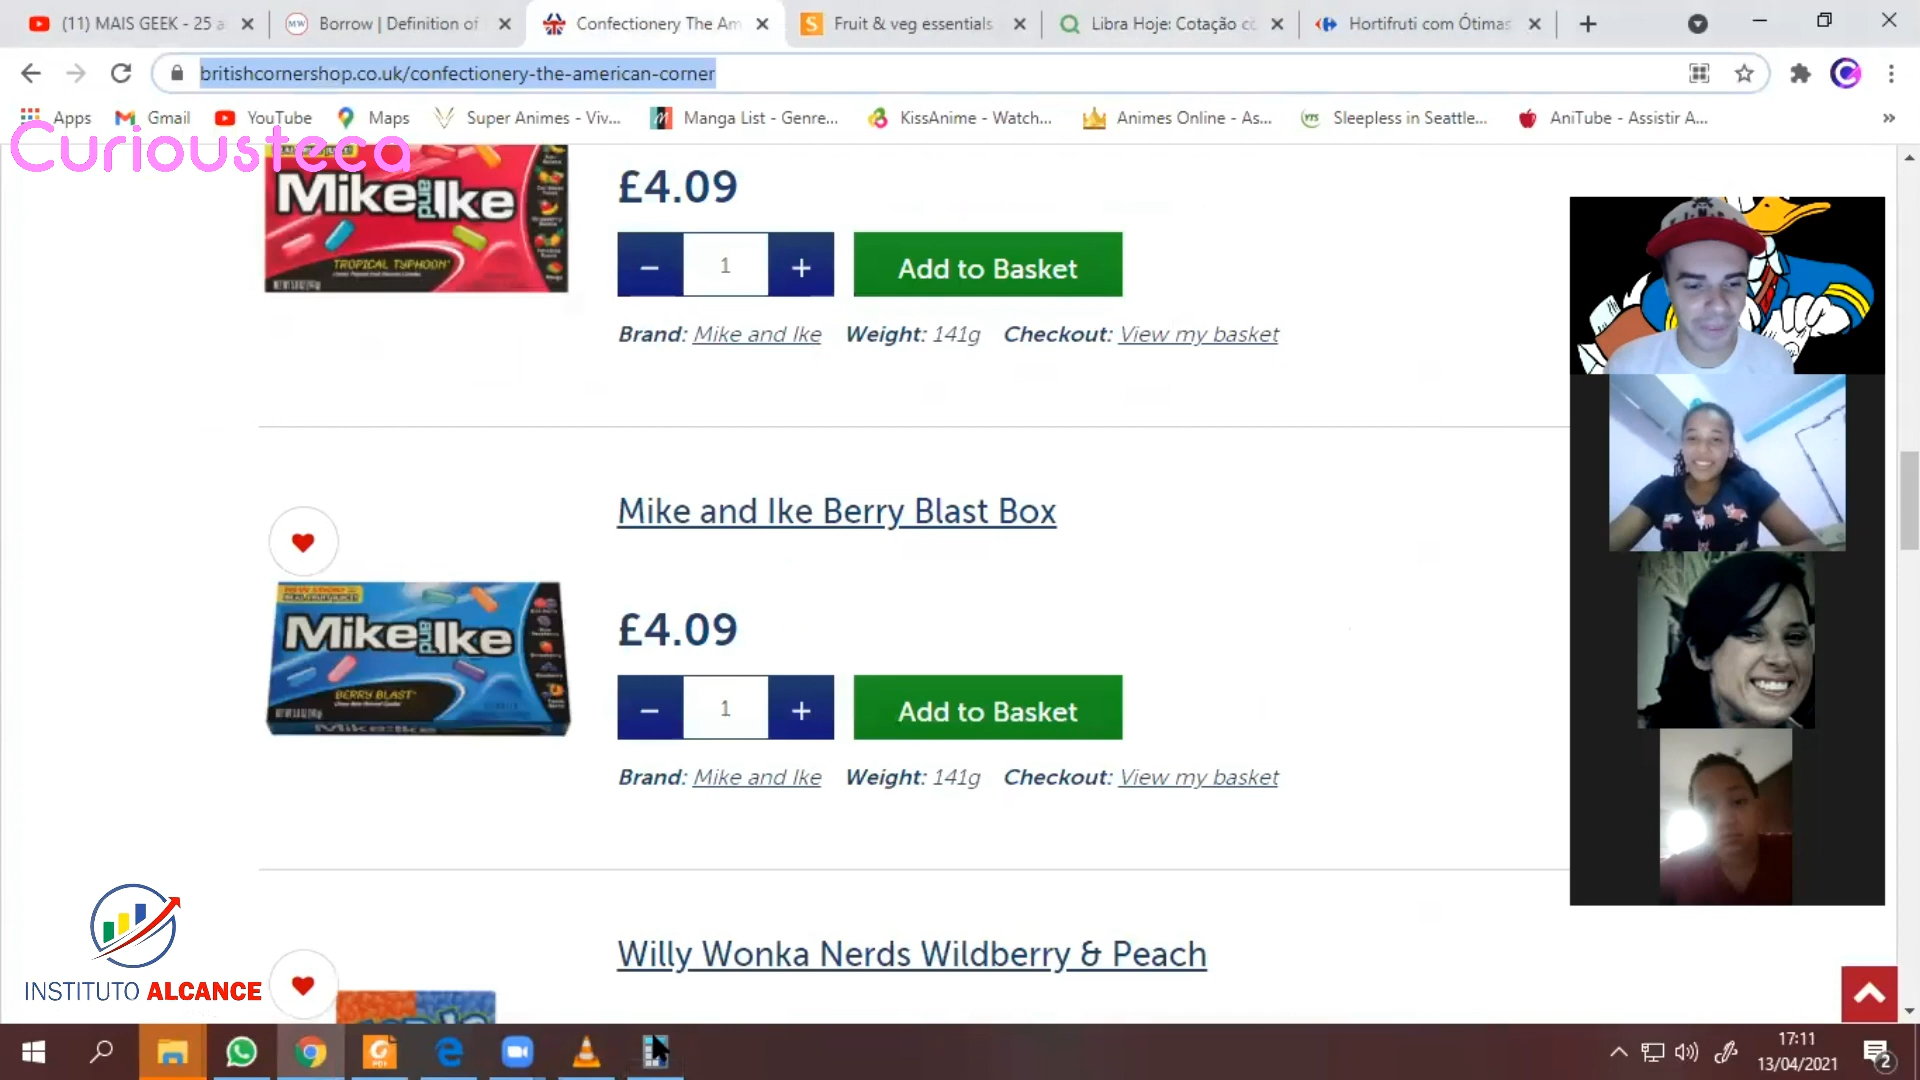 (11) MAIS GEEK - 25 a
Borrow | Definition of
Confectionery The Am
Fruit & veg essentials
Libra Hoje: Cotação co
Hortifruti com Ótimas
britishcornershop.co.uk/confectionery-the-american-corner
Apps
Gmail
YouTube
Maps
Super Animes - Viv...
Manga List - Genre...
KissAnime - Watch...
Animes Online - As...
Sleepless in Seattle...
AniTube - Assistir A...
Curiousteca
Mike and Ike
TROPICAL TYPHOON
£4.09
1
Add to Basket
Brand: Mike and Ike Weight: 141g Checkout: View my basket
Mike and Ike Berry Blast Box
Mike and Ike
BERRY BLAST
Mike and Ike
£4.09
1
Add to Basket
Brand: Mike and Ike Weight: 141g Checkout: View my basket
Willy Wonka Nerds Wildberry & Peach
INSTITUTO ALCANCE
17:11
13/04/2021
2